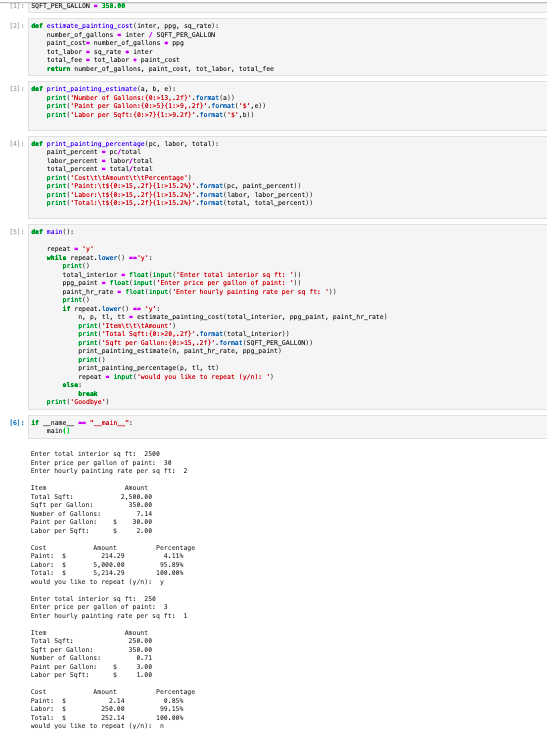 [1]: SQFT_PER_GALLON = 350.00
[2]: def estimate_painting_cost(inter, ppg, sq_rate):
number_of_gallons = inter / SQFT_PER_GALLON
paint_cost= number_of_gallons * ppg
tot_labor = sq_rate * inter
total_fee = tot_labor * paint_cost
return number_of_gallons, paint_cost, tot_labor, total_fee
[3]: def print_painting_estimate(a, b, e):
print('Number of Gallons:{0:>13,.2f}'.format(a))
print('Paint per Gallon:{0:>5}{1:>9,.2f}'.format('$',e))
print('Labor per Sqft:{0:>7}{1:>9.2f}'.format('$',b))
[4]: def print_painting_percentage(pc, labor, total):
paint_percent = pc/total
labor_percent = labor/total
total_percent = total/total
print('Cost\t\tAmount\t\tPercentage')
print('Paint:\t${0:>15,.2f}{1:>15.2%}'.format(pc, paint_percent))
print('Labor:\t${0:>15,.2f}{1:>15.2%}'.format(labor, labor_percent))
print('Total:\t${0:>15,.2f}{1:>15.2%}'.format(total, total_percent))
[5]: def main():
repeat = "y"
while repeat.lower() =='y':
print()
total_interior = float(input('Enter total interior sq ft: '))
ppg_paint = float(input('Enter price per gallon of paint: '))
paint_hr_rate = float(input('Enter hourly painting rate per sq ft: '))
print()
if repeat.lower() == 'y':
n, p, tl, tt = estimate_painting_cost(total_interior, ppg_paint, paint_hr_rate)
print('Item\t\t\tAmount')
print('Total Sqft:{0:>20,.2f}'.format(total_interior))
print('Sqft per Gallon:{0:>15,.2f}'.format(SQFT_PER_GALLON))
print_painting_estimate(n, paint_hr_rate, ppg_paint)
print()
print_painting_percentage(p, tl, tt)
repeat = input('would you like to repeat (y/n): ')
else:
break
print('Goodbye')
[6]: if __name__ == "__main__":
main()
Enter total interior sq ft: 2500
Enter price per gallon of paint: 30
Enter hourly painting rate per sq ft: 2
Item Amount
Total Sqft: 2,500.00
Sqft per Gallon: 350.00
Number of Gallons: 7.14
Paint per Gallon: $ 30.00
Labor per Sqft: $ 2.00
Cost Amount Percentage
Paint: $ 214.29 4.11%
Labor: $ 5,000.00 95.89%
Total: $ 5,214.29 100.00%
would you like to repeat (y/n): y
Enter total interior sq ft: 250
Enter price per gallon of paint: 3
Enter hourly painting rate per sq ft: 1
Item Amount
Total Sqft: 250.00
Sqft per Gallon: 350.00
Number of Gallons: 0.71
Paint per Gallon: $ 3.00
Labor per Sqft: $ 1.00
Cost Amount Percentage
Paint: $ 2.14 0.85%
Labor: $ 250.00 99.15%
Total: $ 252.14 100.00%
would you like to repeat (y/n): n